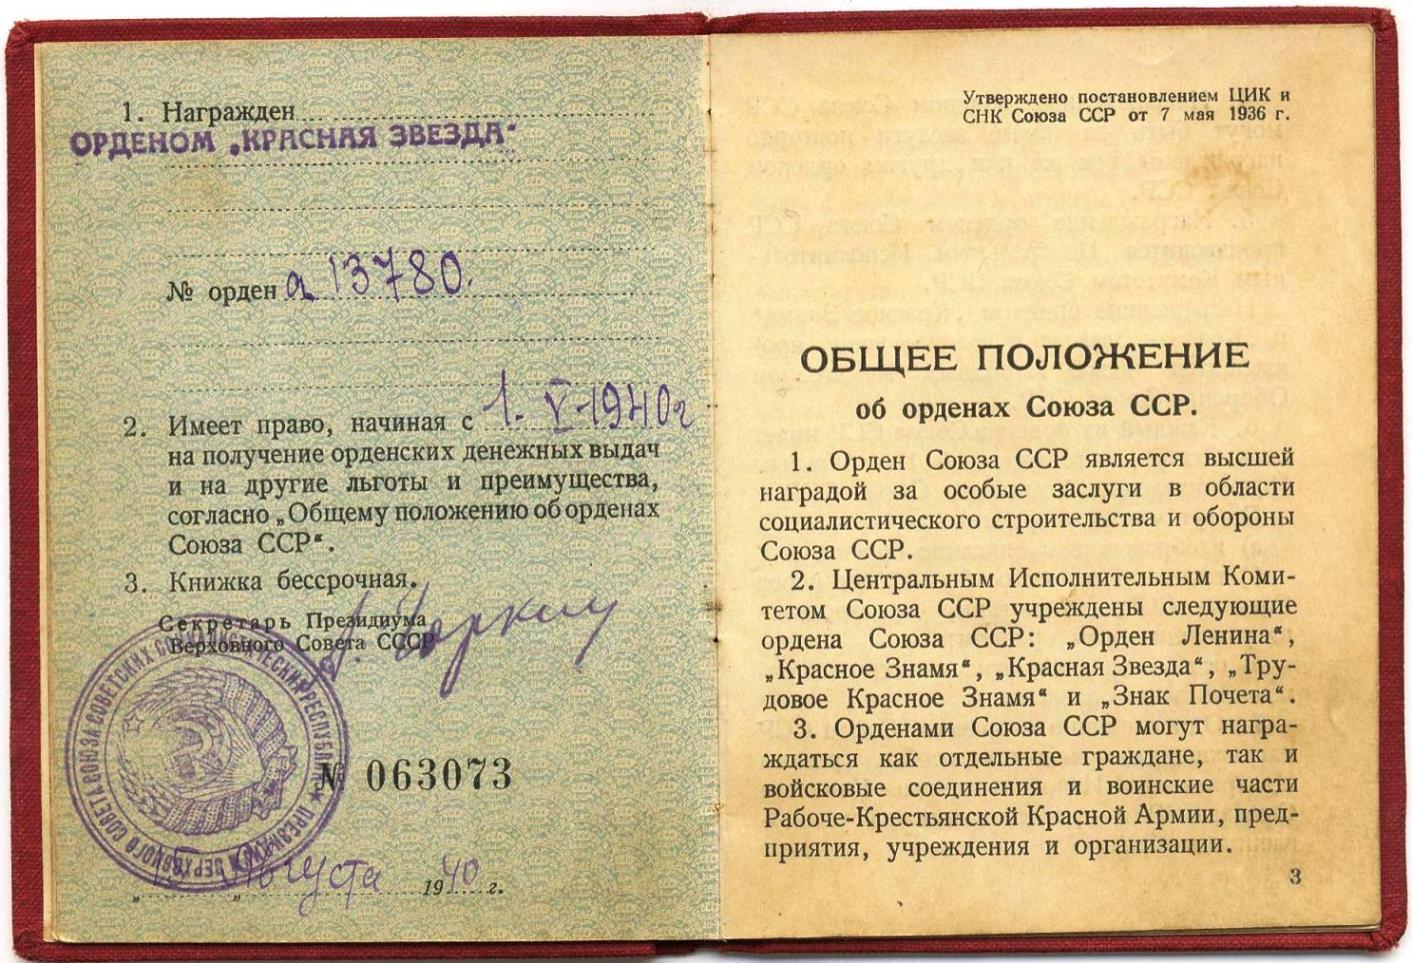 1. Награжден
ОРДЕНОМ „КРАСНАЯ ЗВЕЗДА"
№ орден а 13780.
2. Имеет право, начиная с 1. V-1940 г
на получение орденских денежных выдач
и на другие льготы и преимущества,
согласно „Общему положению об орденах
Союза ССР“.
3. Книжка бессрочная.
Секретарь Президиума
Верховного Совета СССР
№ 063073
„ “ Августа 1940 г.
Утверждено постановлением ЦИК и
СНК Союза ССР от 7 мая 1936 г.
ОБЩЕЕ ПОЛОЖЕНИЕ
об орденах Союза ССР.
1. Орден Союза ССР является высшей
наградой за особые заслуги в области
социалистического строительства и обороны
Союза ССР.
2. Центральным Исполнительным Коми-
тетом Союза ССР учреждены следующие
ордена Союза ССР: „Орден Ленина“,
„Красное Знамя“, „Красная Звезда“, „Тру-
довое Красное Знамя“ и „Знак Почета“.
3. Орденами Союза ССР могут награ-
ждаться как отдельные граждане, так и
войсковые соединения и воинские части
Рабоче-Крестьянской Красной Армии, пред-
приятия, учреждения и организации.
3